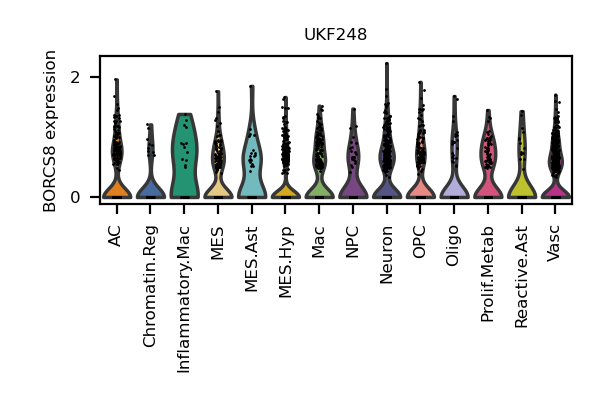 UKF248
BORCS8 expression
2
0
AC
Chromatin.Reg
Inflammatory.Mac
MES
MES.Ast
MES.Hyp
Mac
NPC
Neuron
OPC
Oligo
Prolif.Metab
Reactive.Ast
Vasc